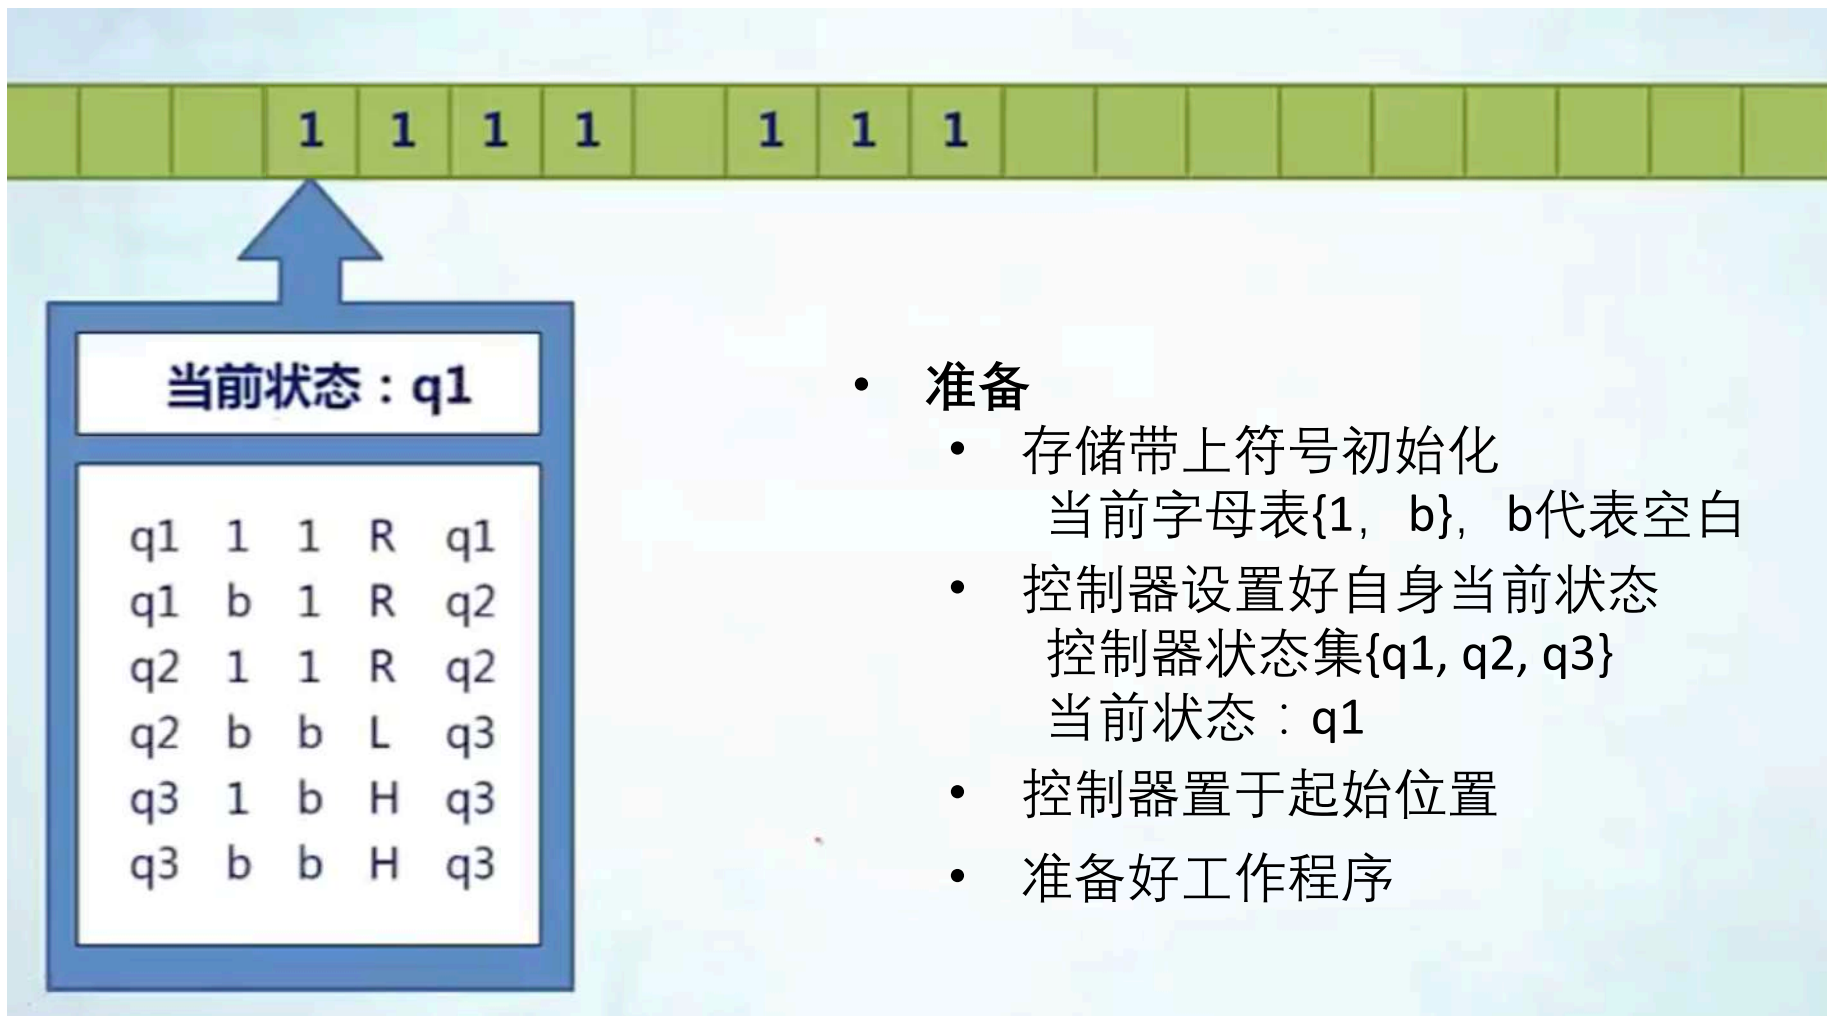 1 1 1 1 1 1 1
当前状态：q1
q1 1 1 R q1
q1 b 1 R q2
q2 1 1 R q2
q2 b b L q3
q3 1 b H q3
q3 b b H q3
• 准备
• 存储带上符号初始化
当前字母表{1，b}，b代表空白
• 控制器设置好自身当前状态
控制器状态集{q1, q2, q3}
当前状态：q1
• 控制器置于起始位置
• 准备好工作程序